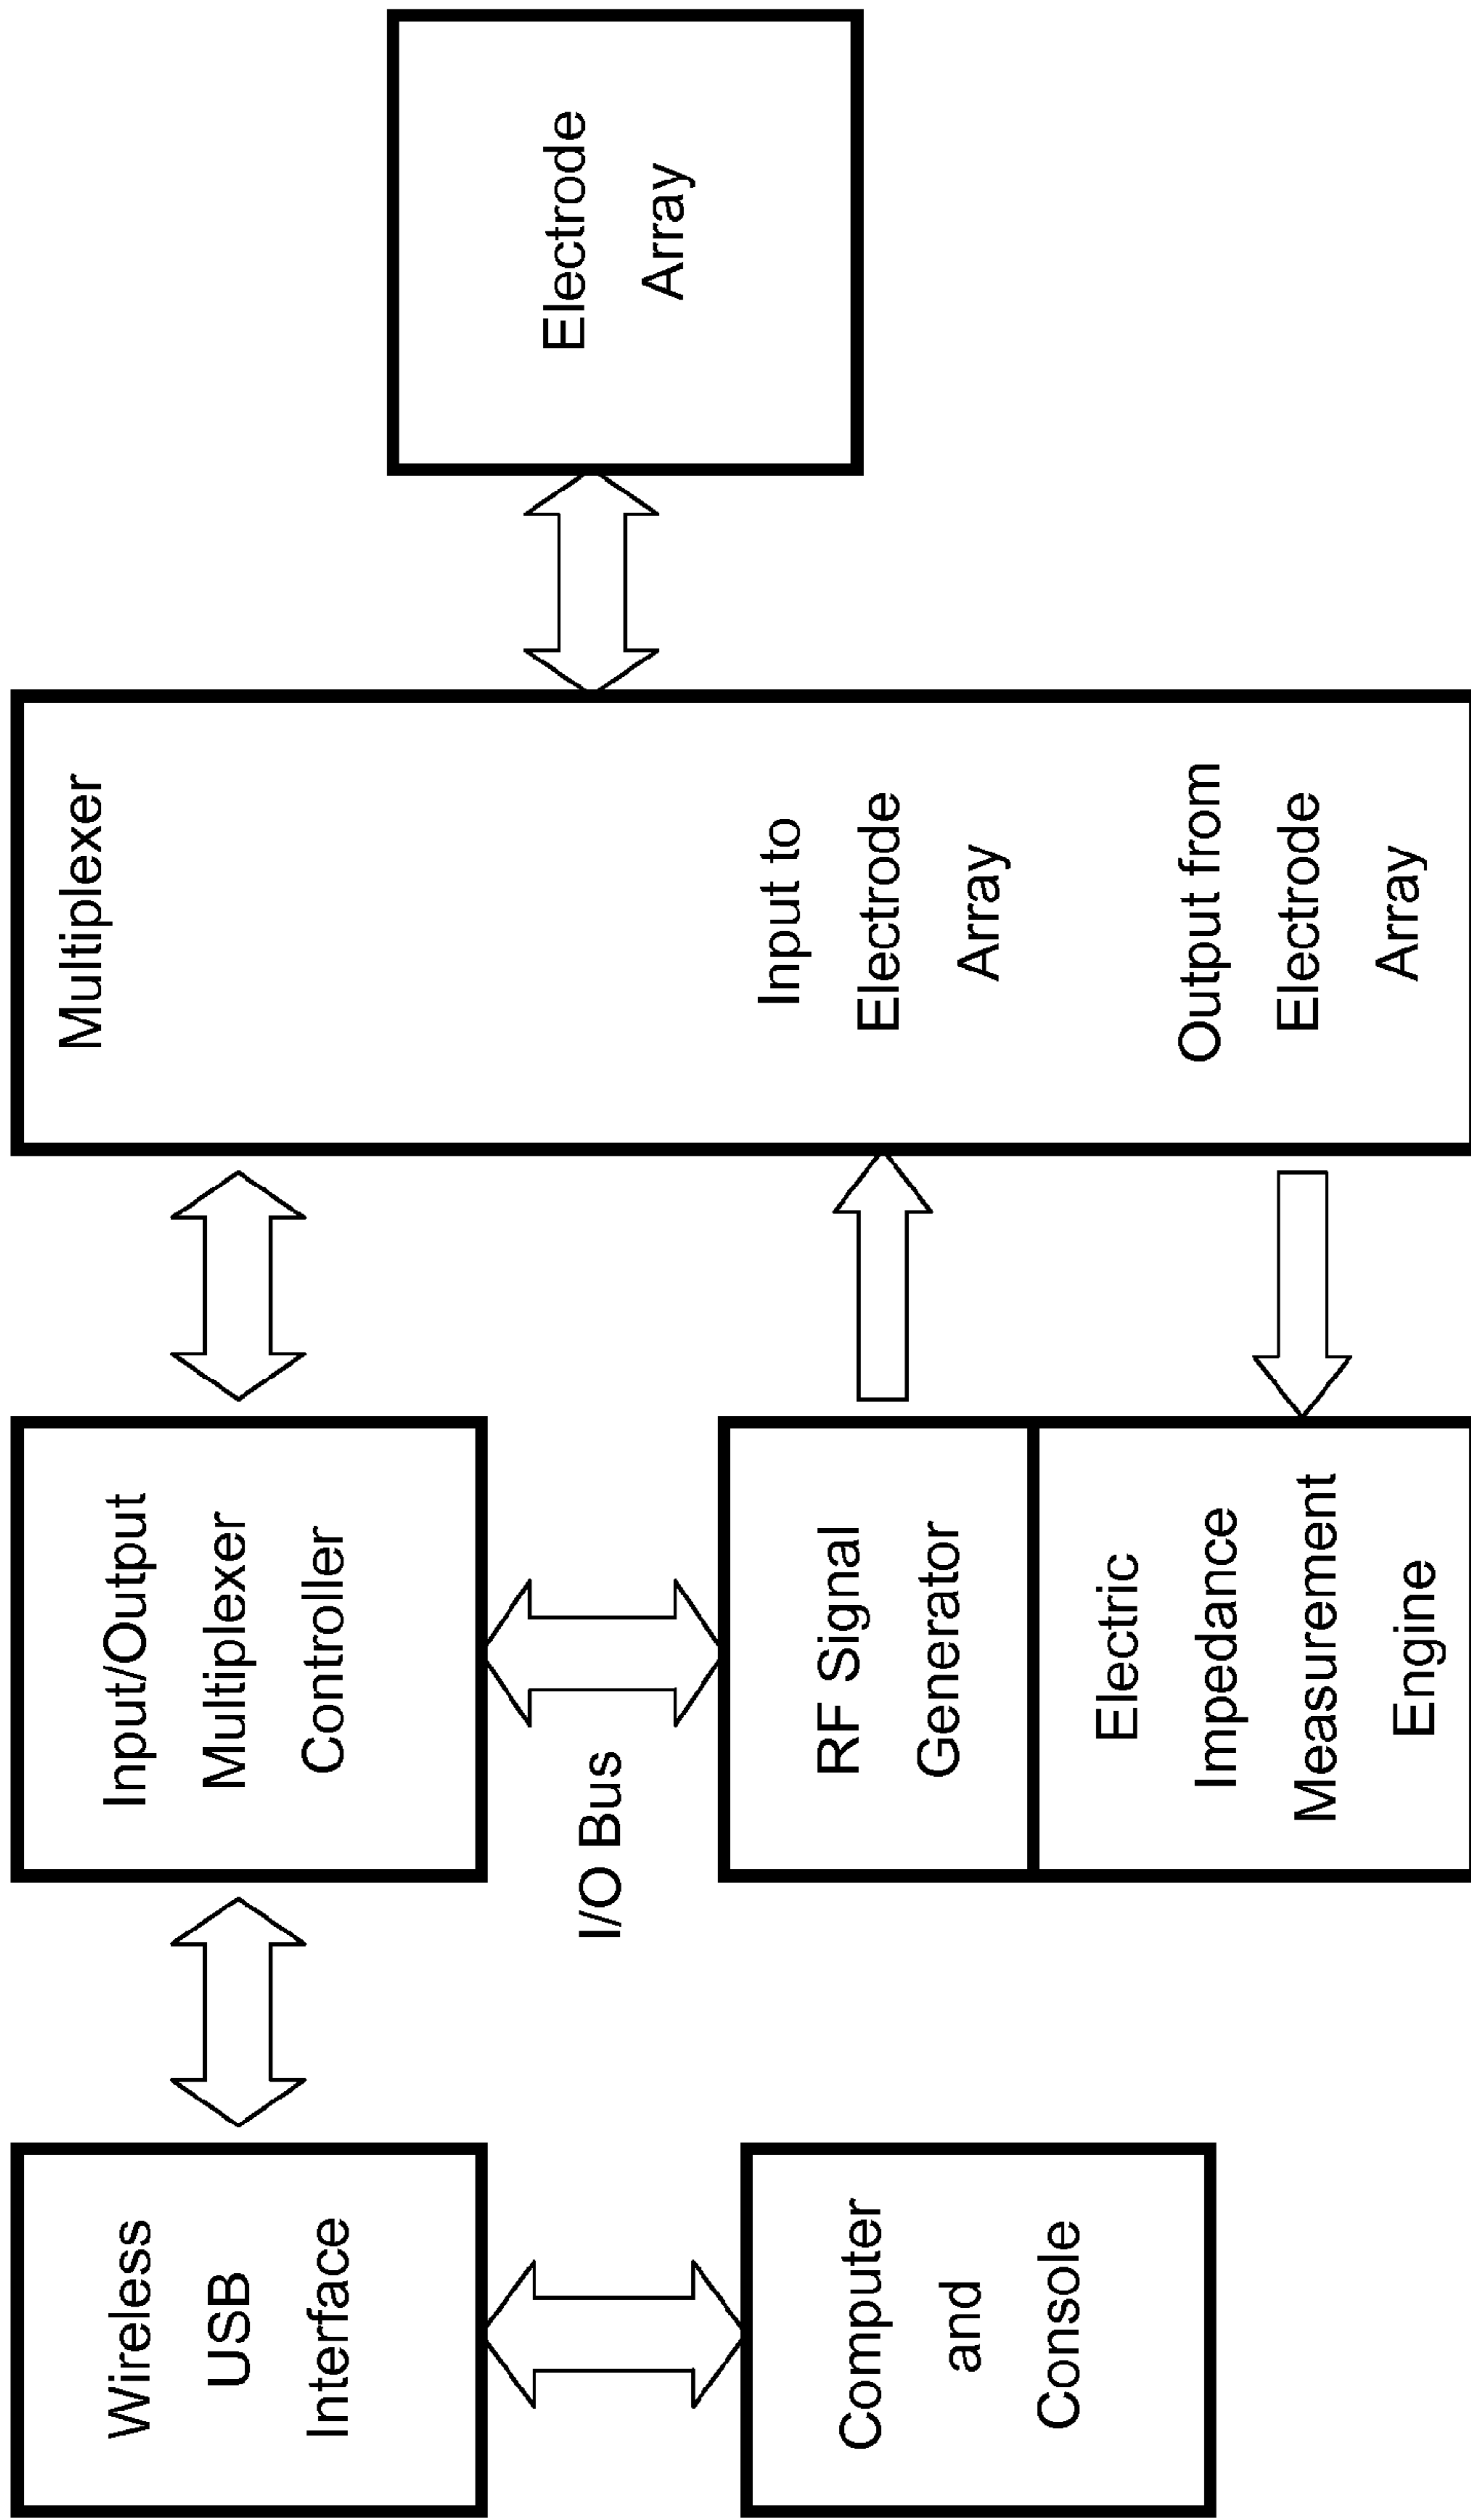 Wireless
USB
Interface
Input/Output
Multiplexer
Controller
Multiplexer
Electrode
Array
I/O Bus
Computer
and
Console
RF Signal
Generator
Electric
Impedance
Measurement
Engine
Input to
Electrode
Array
Output from
Electrode
Array